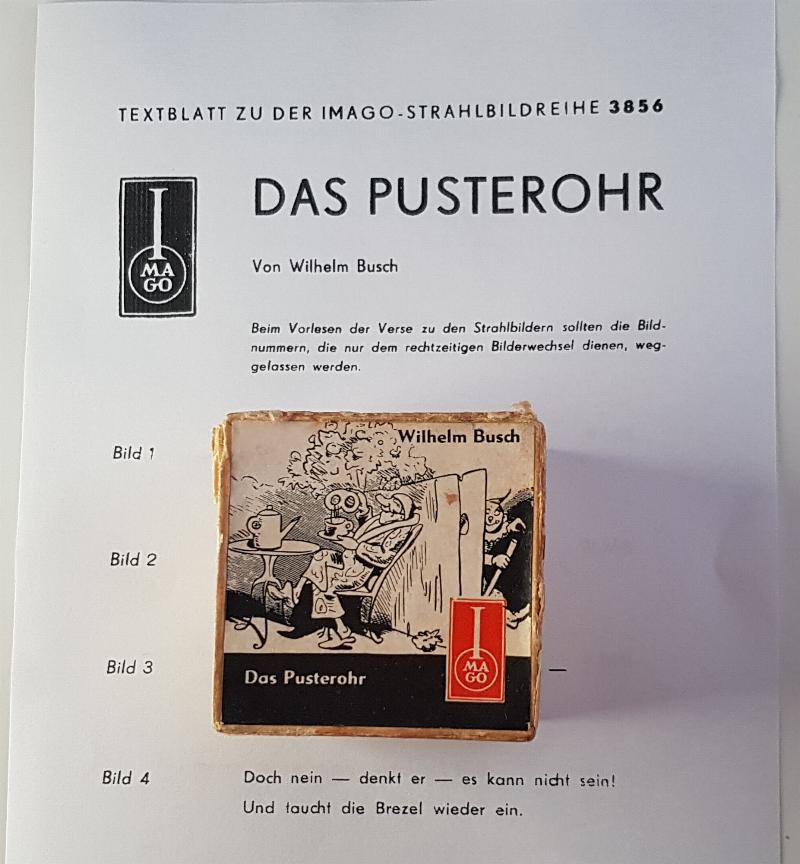 TEXTBLATT ZU DER IMAGO-STRAHLBILDREIHE 3856
I
MA
GO
DAS PUSTEROHR
Von Wilhelm Busch
Beim Vorlesen der Verse zu den Strahlbildern sollten die Bild-
nummern, die nur dem rechtzeitigen Bilderwechsel dienen, weg-
gelassen werden.
Bild 1
Wilhelm Busch
Bild 2
Bild 3
—
Das Pusterohr
I
MA
GO
Bild 4
Doch nein — denkt er — es kann nicht sein!
Und taucht die Brezel wieder ein.